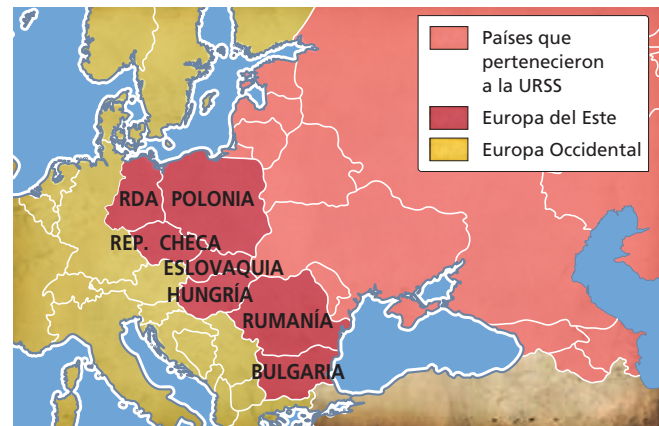 Países que
pertenecieron
a la URSS
Europa del Este
Europa Occidental
RDA
POLONIA
REP. CHECA
ESLOVAQUIA
HUNGRÍA
RUMANÍA
BULGARIA